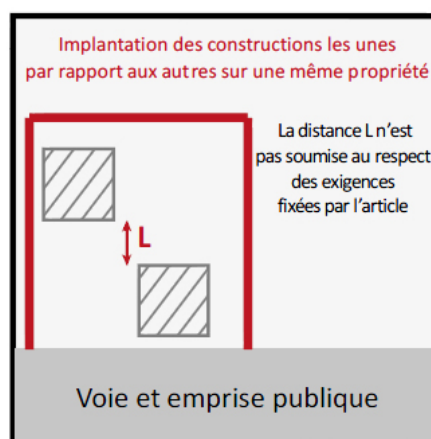 Implantation des constructions les unes
par rapport aux autres sur une même propriété
La distance L n'est
pas soumise au respect
des exigences
fixées par l'article
L
Voie et emprise publique